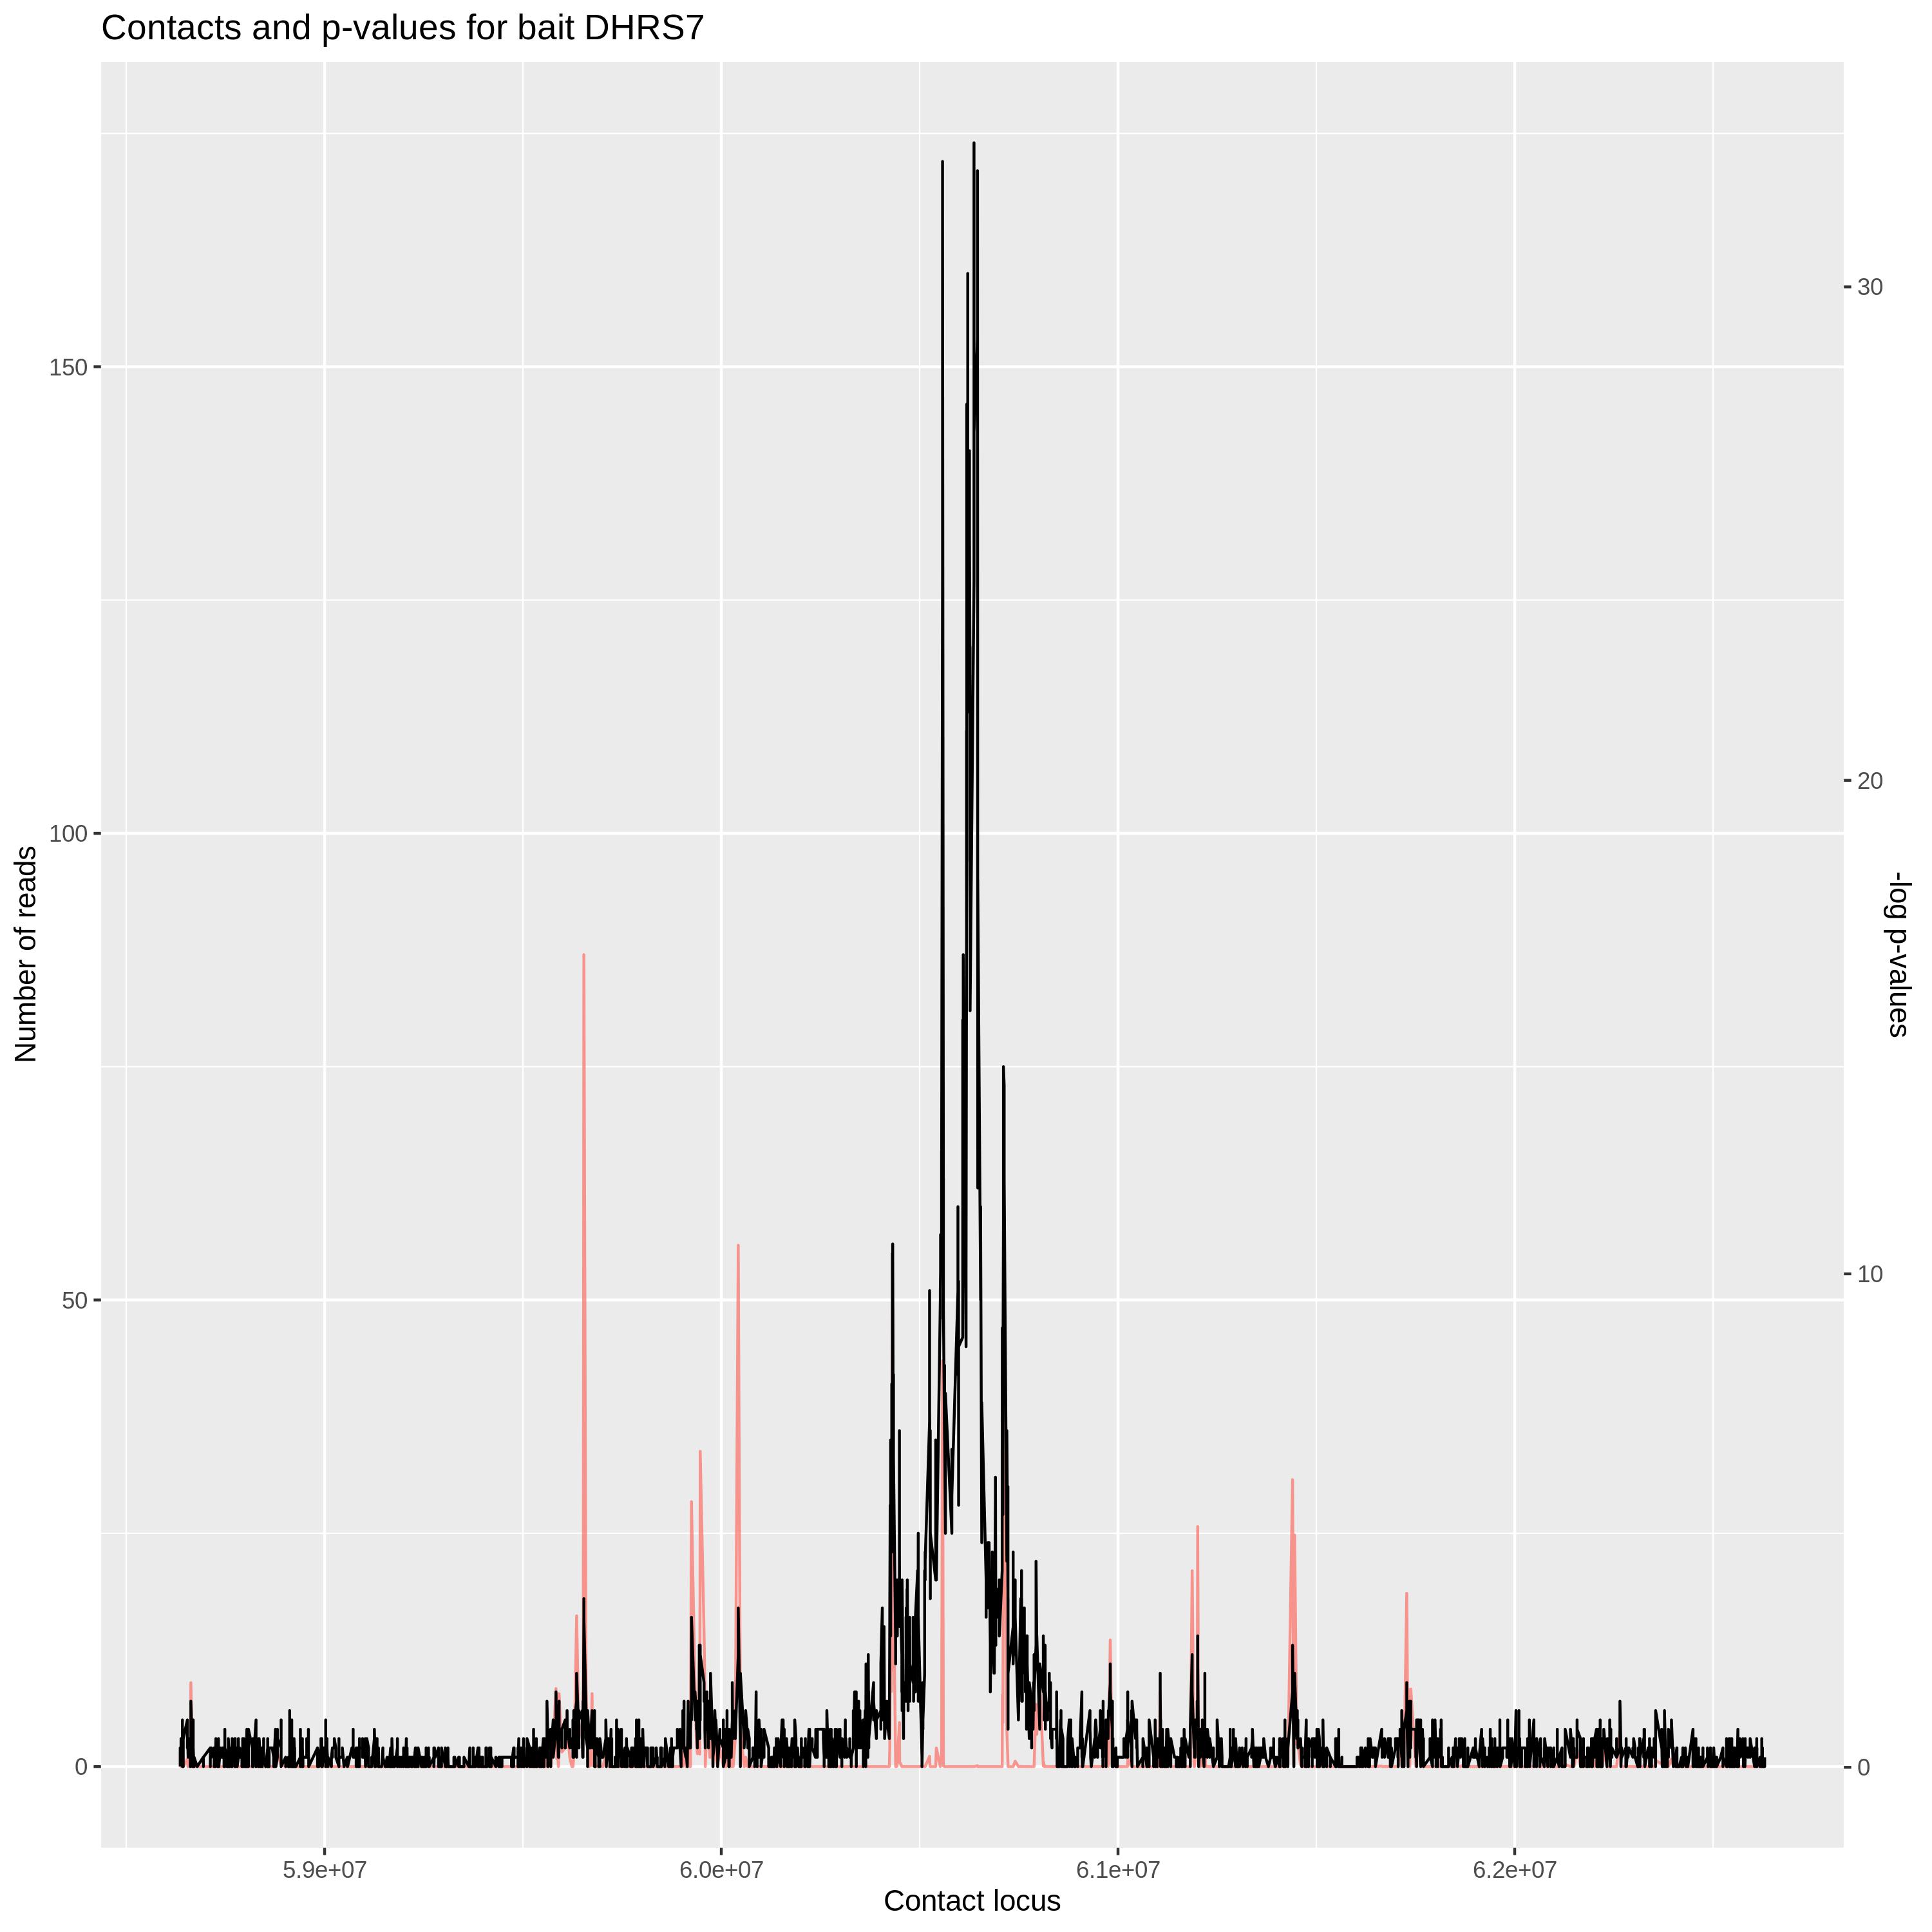 Contacts and p-values for bait DHRS7
Number of reads
150
100
50
0
30
20
10
0
-log p-values
5.9e+07
6.0e+07
6.1e+07
6.2e+07
Contact locus